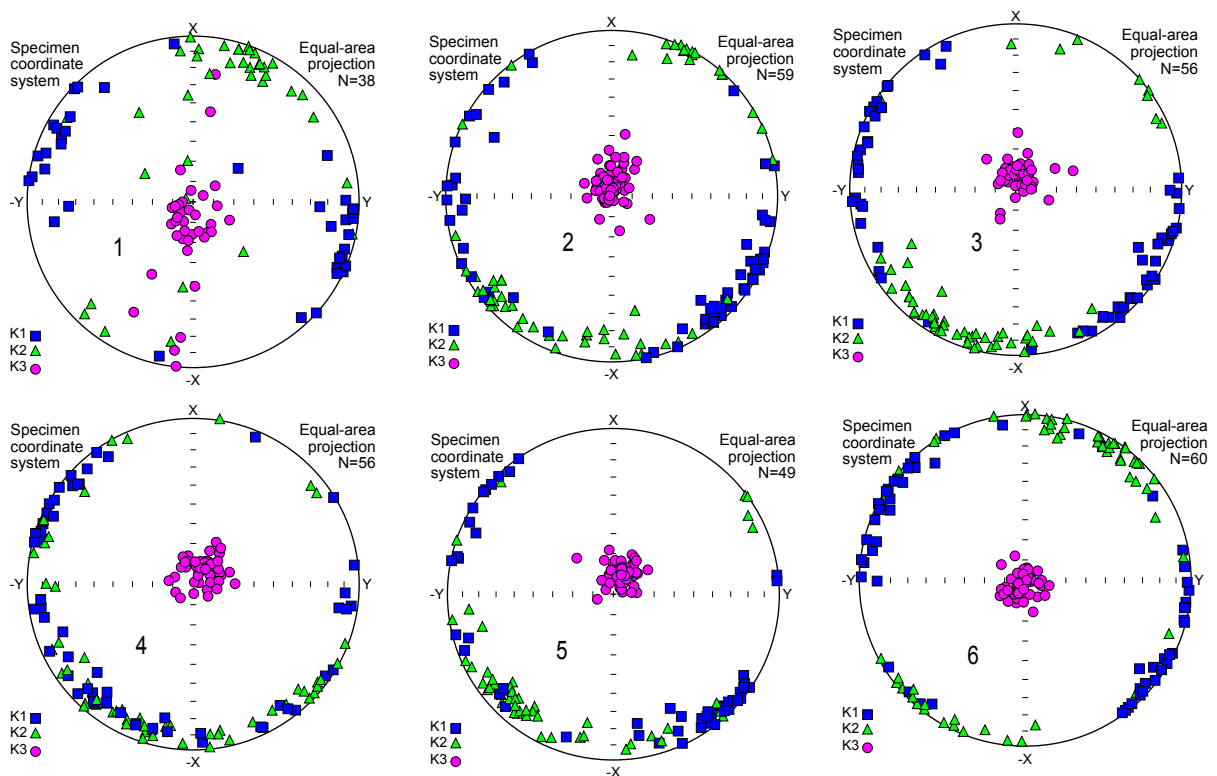 X
Specimen
coordinate
system
Equal-area
projection
N=38
-Y
Y
1
K1
K2
K3
-X
X
Specimen
coordinate
system
Equal-area
projection
N=59
-Y
Y
2
K1
K2
K3
-X
X
Specimen
coordinate
system
Equal-area
projection
N=56
-Y
Y
3
K1
K2
K3
-X
X
Specimen
coordinate
system
Equal-area
projection
N=56
-Y
Y
4
K1
K2
K3
-X
X
Specimen
coordinate
system
Equal-area
projection
N=49
-Y
Y
5
K1
K2
K3
-X
X
Specimen
coordinate
system
Equal-area
projection
N=60
-Y
Y
6
K1
K2
K3
-X